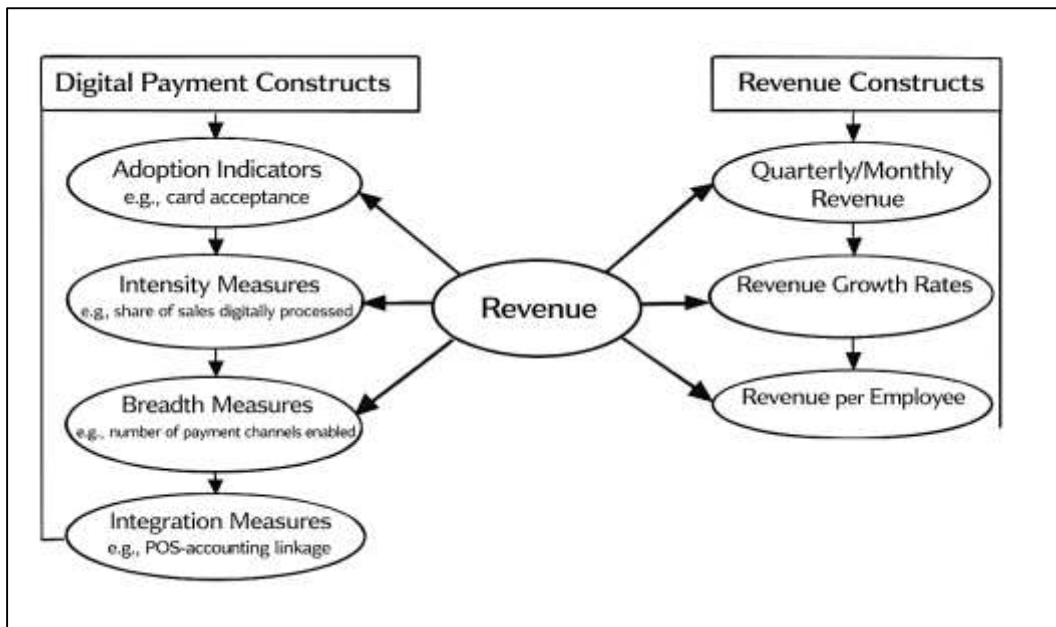 Digital Payment Constructs
Adoption Indicators
e.g., card acceptance
Intensity Measures
e.g., share of sales digitally processed
Breadth Measures
e.g., number of payment channels enabled
Integration Measures
e.g., POS-accounting linkage
Revenue
Revenue Constructs
Quarterly/Monthly
Revenue
Revenue Growth Rates
Revenue per Employee